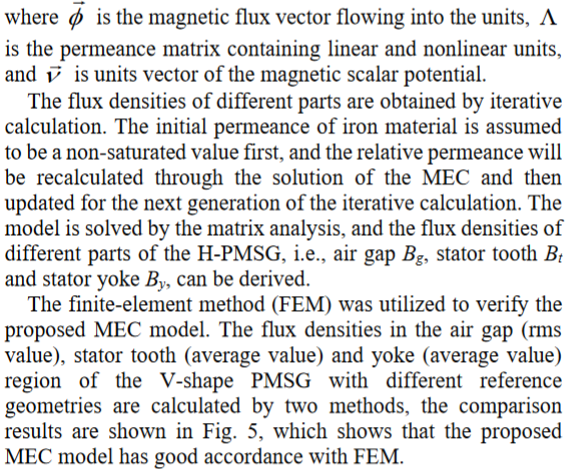 where $\vec{\phi}$ is the magnetic flux vector flowing into the units, Λ
is the permeance matrix containing linear and nonlinear units,
and $\vec{v}$ is units vector of the magnetic scalar potential.
The flux densities of different parts are obtained by iterative
calculation. The initial permeance of iron material is assumed
to be a non-saturated value first, and the relative permeance will
be recalculated through the solution of the MEC and then
updated for the next generation of the iterative calculation. The
model is solved by the matrix analysis, and the flux densities of
different parts of the H-PMSG, i.e., air gap $B_g$, stator tooth $B_t$
and stator yoke $B_y$, can be derived.
The finite-element method (FEM) was utilized to verify the
proposed MEC model. The flux densities in the air gap (rms
value), stator tooth (average value) and yoke (average value)
region of the V-shape PMSG with different reference
geometries are calculated by two methods, the comparison
results are shown in Fig. 5, which shows that the proposed
MEC model has good accordance with FEM.